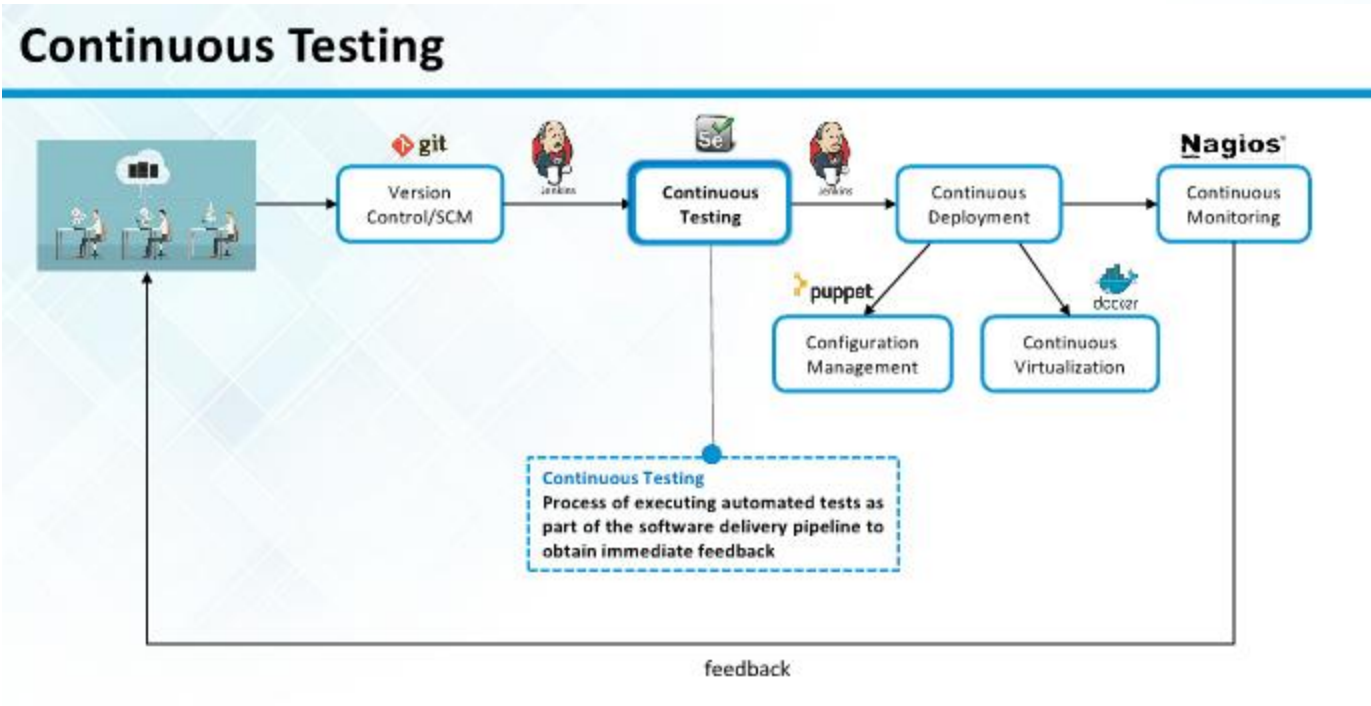 Continuous Testing
git
Jenkins
Se
Jenkins
Nagios®
Version
Control/SCM
Continuous
Testing
Continuous
Deployment
Continuous
Monitoring
puppet
docker
Configuration
Management
Continuous
Virtualization
Continuous Testing
Process of executing automated tests as
part of the software delivery pipeline to
obtain immediate feedback
feedback